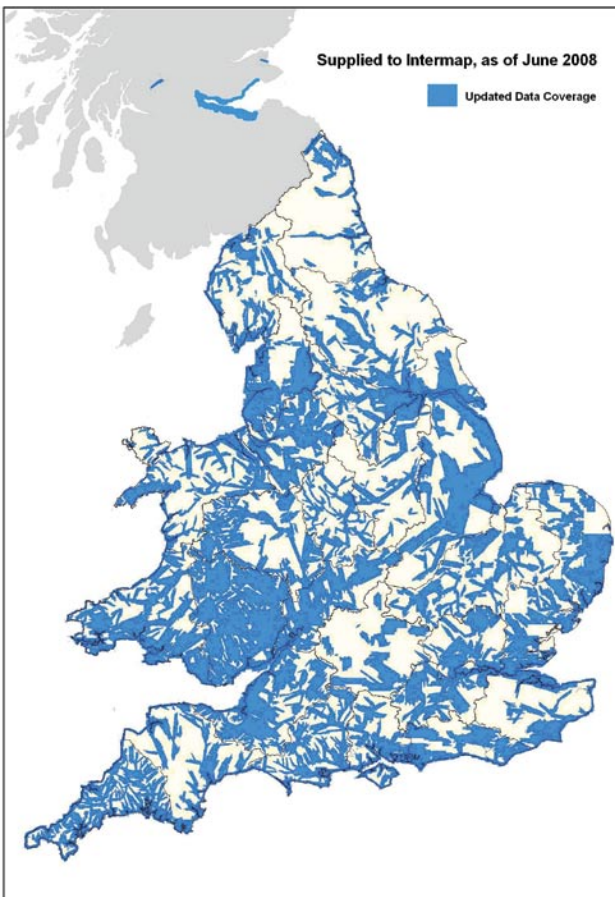 Supplied to Intermap, as of June 2008
Updated Data Coverage